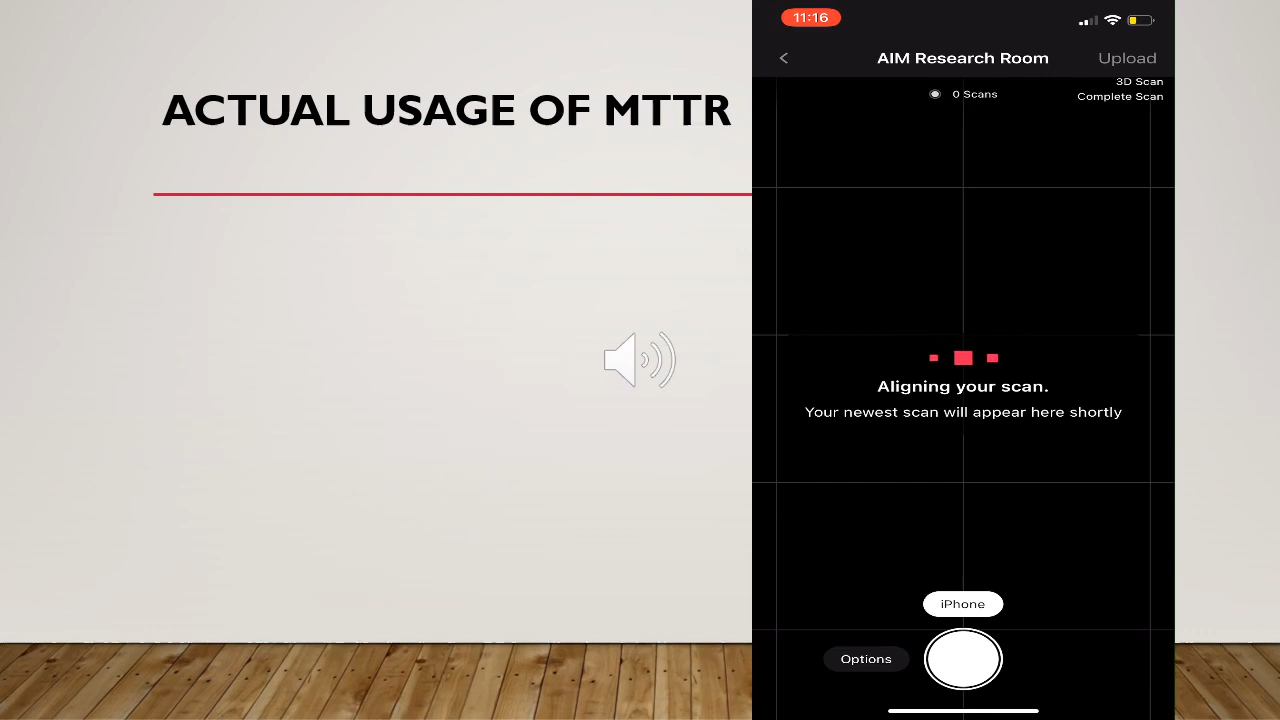 ACTUAL USAGE OF MTTR
11:16
AIM Research Room
Upload
3D Scan
0 Scans
Complete Scan
Aligning your scan.
Your newest scan will appear here shortly
iPhone
Options